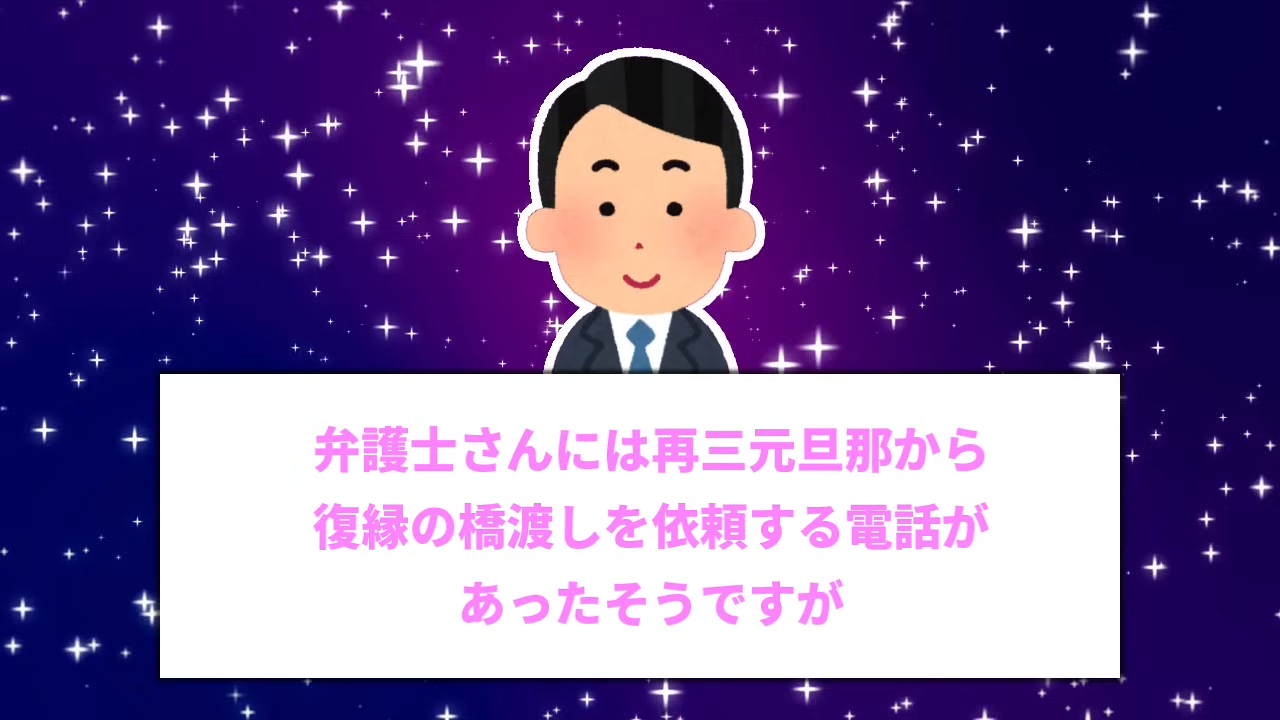 弁護士さんには再三元旦那から
復縁の橋渡しを依頼する電話が
あったそうですが